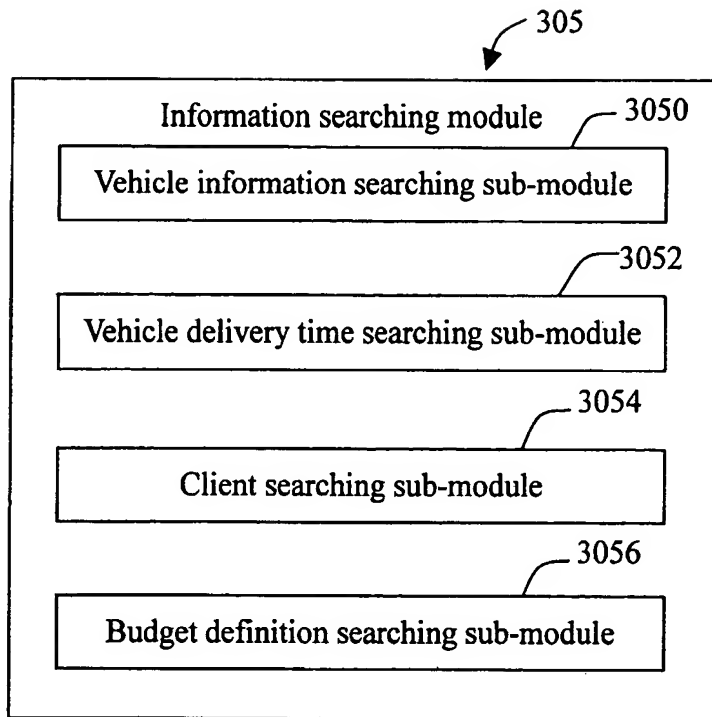 305
Information searching module
3050
Vehicle information searching sub-module
3052
Vehicle delivery time searching sub-module
3054
Client searching sub-module
3056
Budget definition searching sub-module